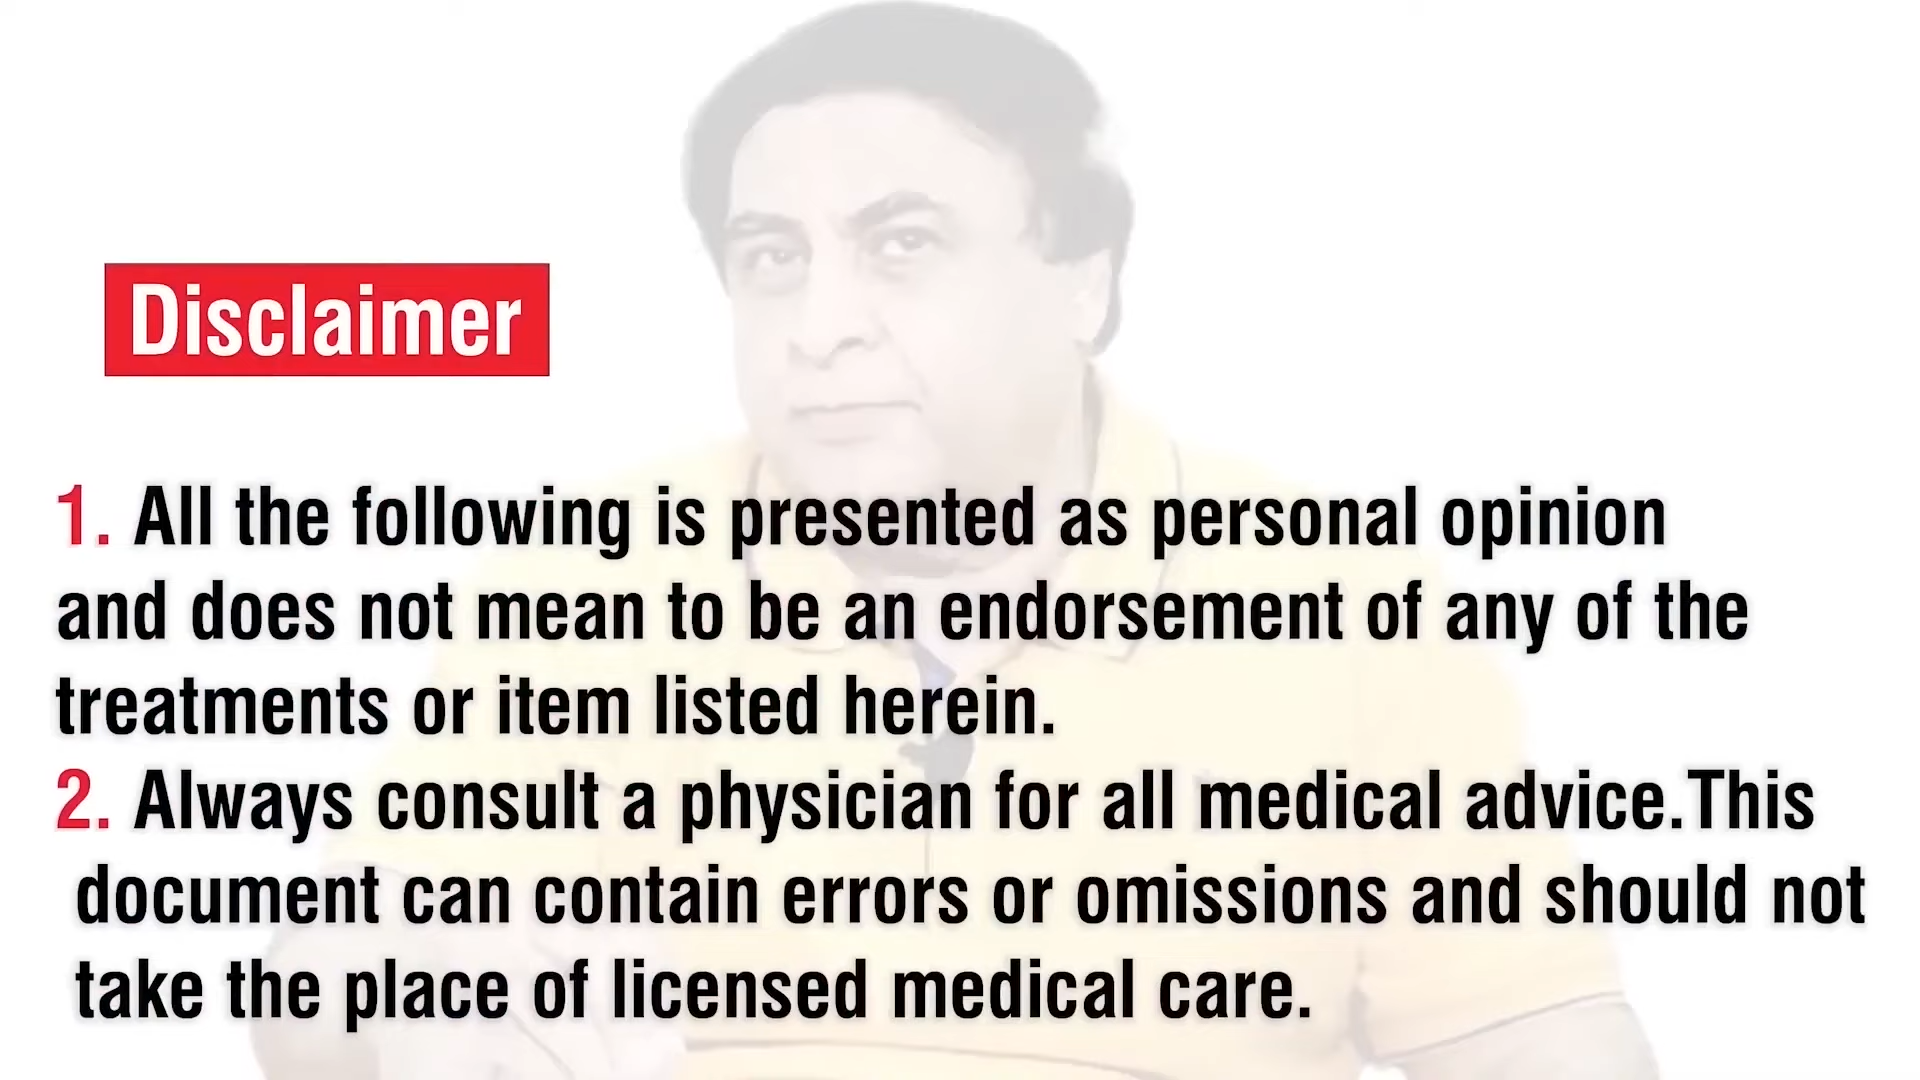 Disclaimer
1. All the following is presented as personal opinion
and does not mean to be an endorsement of any of the
treatments or item listed herein.
2. Always consult a physician for all medical advice.This
document can contain errors or omissions and should not
take the place of licensed medical care.